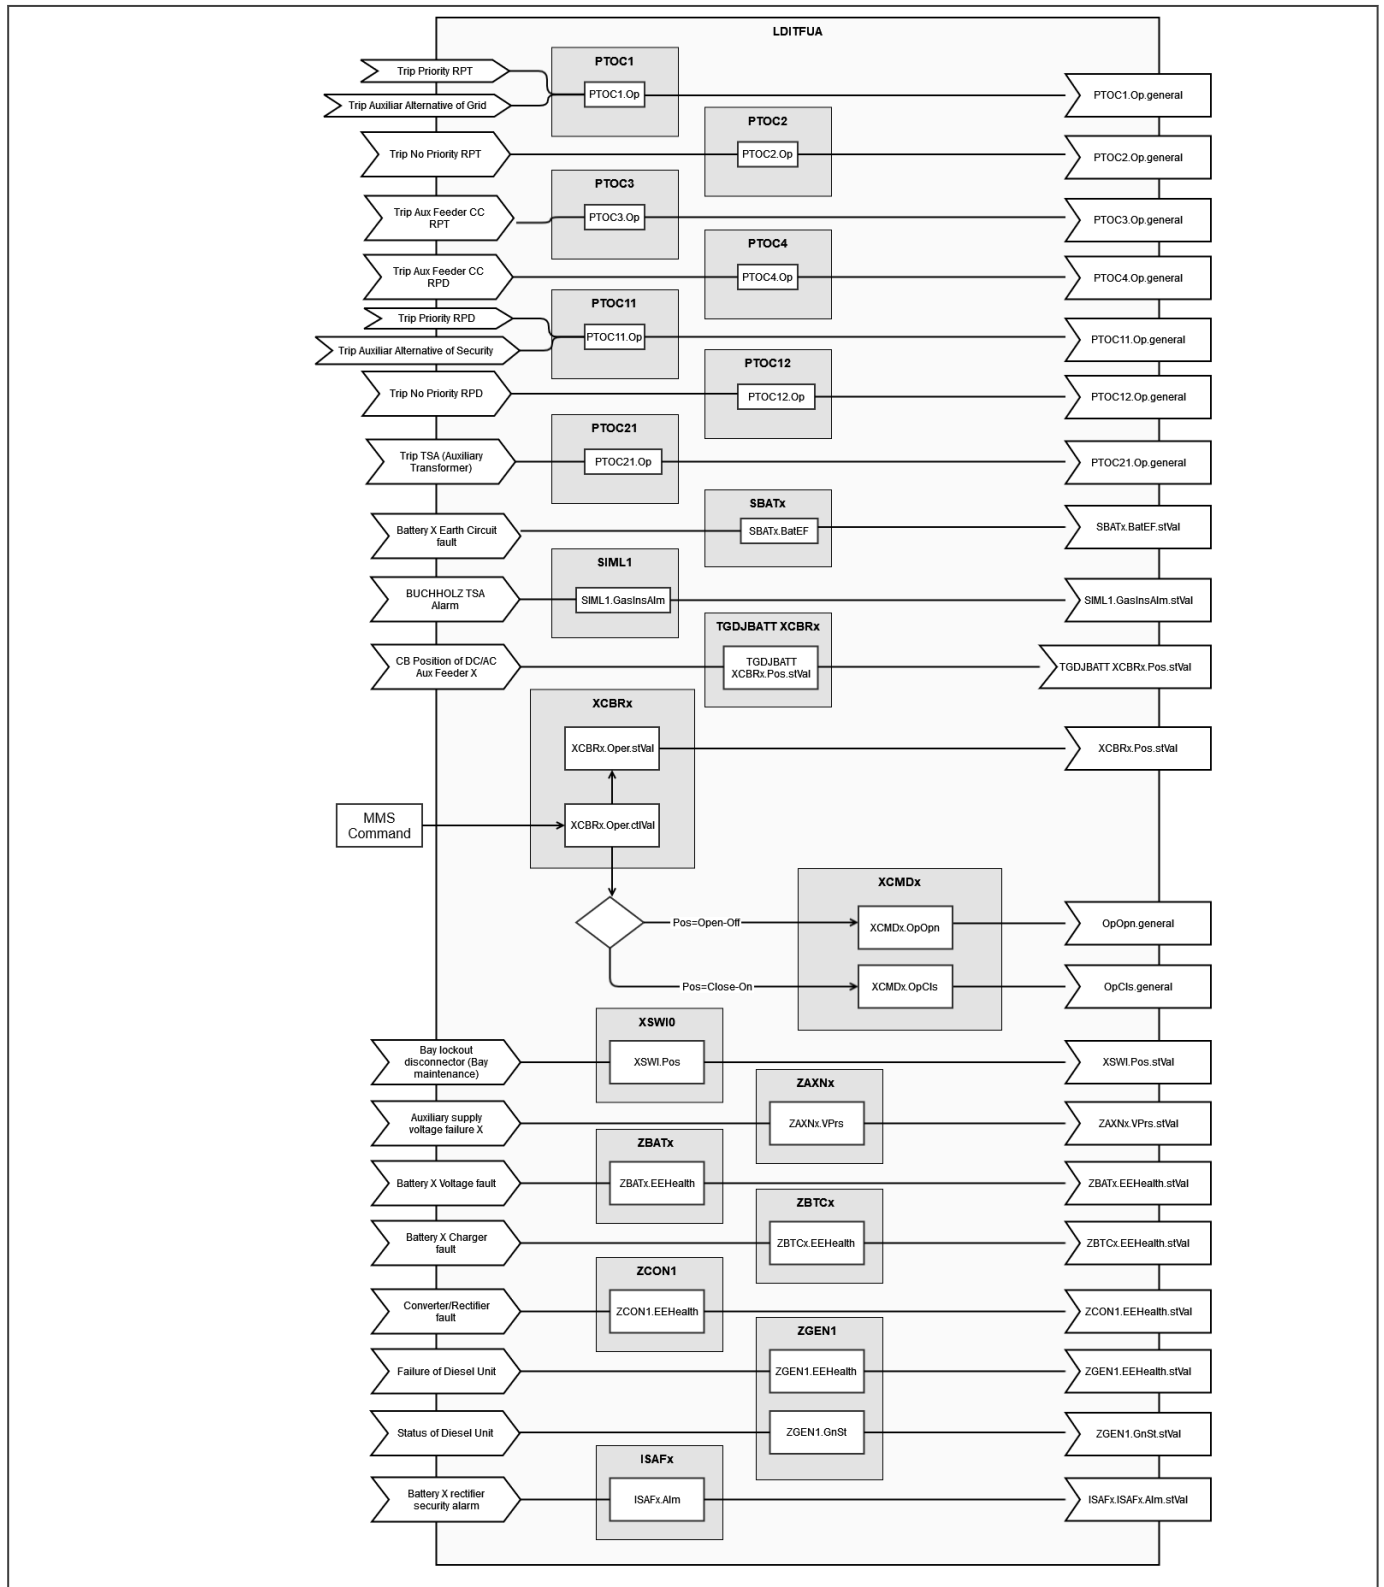 LDITFUA
PTOC1
Trip Priority RPT
PTOC1.Op
PTOC1.Op.general
Trip Auxiliar Alternative of Grid
PTOC2
Trip No Priority RPT
PTOC2.Op
PTOC2.Op.general
PTOC3
Trip Aux Feeder CC
RPT
PTOC3.Op
PTOC3.Op.general
PTOC4
Trip Aux Feeder CC
RPD
PTOC4.Op
PTOC4.Op.general
PTOC11
Trip Priority RPD
PTOC11.Op
PTOC11.Op.general
Trip Auxiliar Alternative of Security
PTOC12
Trip No Priority RPD
PTOC12.Op
PTOC12.Op.general
PTOC21
Trip TSA (Auxiliary
Transformer)
PTOC21.Op
PTOC21.Op.general
SBATx
Battery X Earth Circuit
fault
SBATx.BatEF
SBATx.BatEF.stVal
SIML1
BUCHHOLZ TSA
Alarm
SIML1.GasInsAlm
SIML1.GasInsAlm.stVal
TGDJBATT XCBRx
CB Position of DC/AC
Aux Feeder X
TGDJBATT
XCBRx.Pos.stVal
TGDJBATT XCBRx.Pos.stVal
XCBRx
XCBRx.Oper.stVal
XCBRx.Pos.stVal
MMS
Command
XCBRx.Oper.ctlVal
XCMDx
Pos=Open-Off
XCMDx.OpOpn
OpOpn.general
Pos=Close-On
XCMDx.OpCls
OpCls.general
XSWI0
Bay lockout
disconnector (Bay
maintenance)
XSWI.Pos
XSWI.Pos.stVal
ZAXNx
Auxiliary supply
voltage failure X
ZAXNx.VPrs
ZAXNx.VPrs.stVal
ZBATx
Battery X Voltage fault
ZBATx.EEHealth
ZBATx.EEHealth.stVal
ZBTCx
Battery X Charger
fault
ZBTCx.EEHealth
ZBTCx.EEHealth.stVal
ZCON1
Converter/Rectifier
fault
ZCON1.EEHealth
ZCON1.EEHealth.stVal
ZGEN1
Failure of Diesel Unit
ZGEN1.EEHealth
ZGEN1.EEHealth.stVal
Status of Diesel Unit
ZGEN1.GnSt
ZGEN1.GnSt.stVal
ISAFx
Battery X rectifier
security alarm
ISAFx.Alm
ISAFx.ISAFx.Alm.stVal